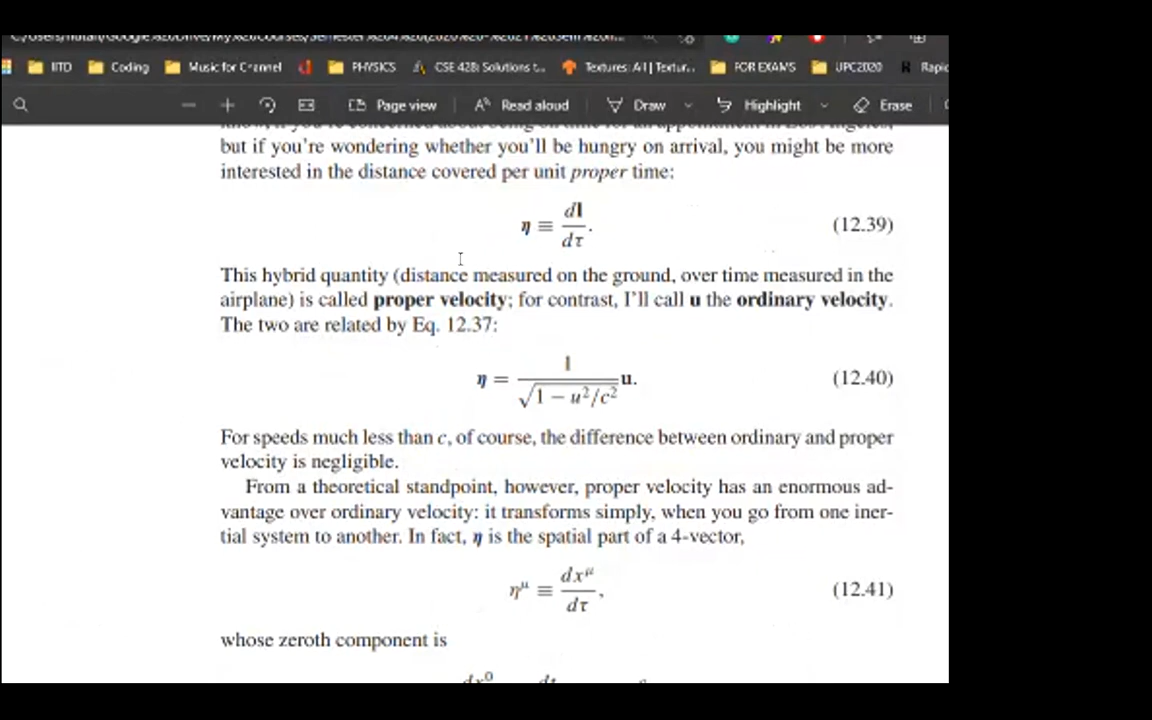 IITD Coding Music for Channel PHYSICS CSE 428: Solutions t... Textures: All | Textur... FOR EXAMS UPC2020 Rapid
Page view Read aloud Draw Highlight Erase
but if you’re wondering whether you’ll be hungry on arrival, you might be more
interested in the distance covered per unit proper time:
η ≡ dl/dτ. (12.39)
This hybrid quantity (distance measured on the ground, over time measured in the
airplane) is called proper velocity; for contrast, I’ll call u the ordinary velocity.
The two are related by Eq. 12.37:
η = 1/√(1 − u²/c²) u. (12.40)
For speeds much less than c, of course, the difference between ordinary and proper
velocity is negligible.
From a theoretical standpoint, however, proper velocity has an enormous ad-
vantage over ordinary velocity: it transforms simply, when you go from one iner-
tial system to another. In fact, η is the spatial part of a 4-vector,
η^μ ≡ dx^μ/dτ, (12.41)
whose zeroth component is